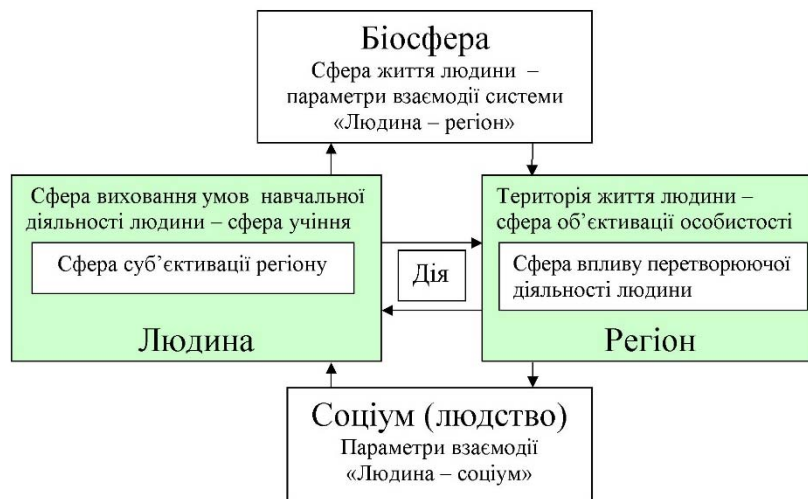 Біосфера
Сфера життя людини –
параметри взаємодії системи
«Людина – регіон»
Сфера виховання умов навчальної
діяльності людини – сфера учіння
Сфера суб’єктивації регіону
Людина
Дія
Територія життя людини –
сфера об’єктивації особистості
Сфера впливу перетворюючої
діяльності людини
Регіон
Соціум (людство)
Параметри взаємодії
«Людина – соціум»